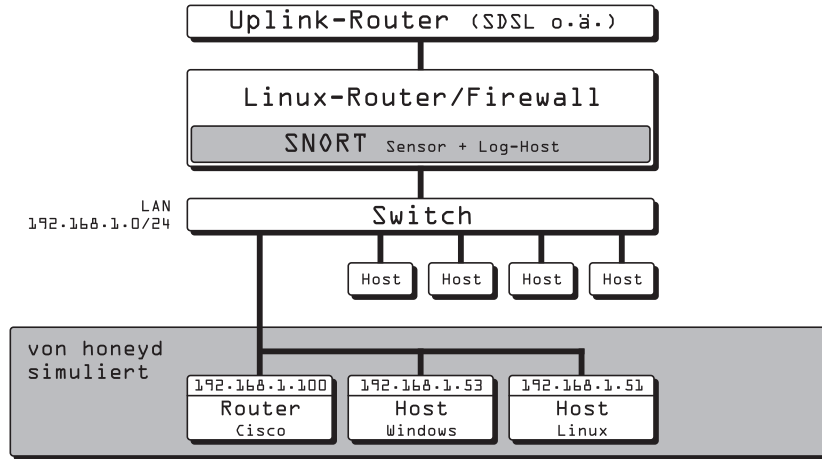 Uplink-Router (SDSL o.ä.)
Linux-Router/Firewall
SNORT Sensor + Log-Host
LAN
192.168.1.0/24
Switch
Host Host Host Host
von honeyd
simuliert
192.168.1.100 192.168.1.53 192.168.1.51
Router Host Host
Cisco Windows Linux